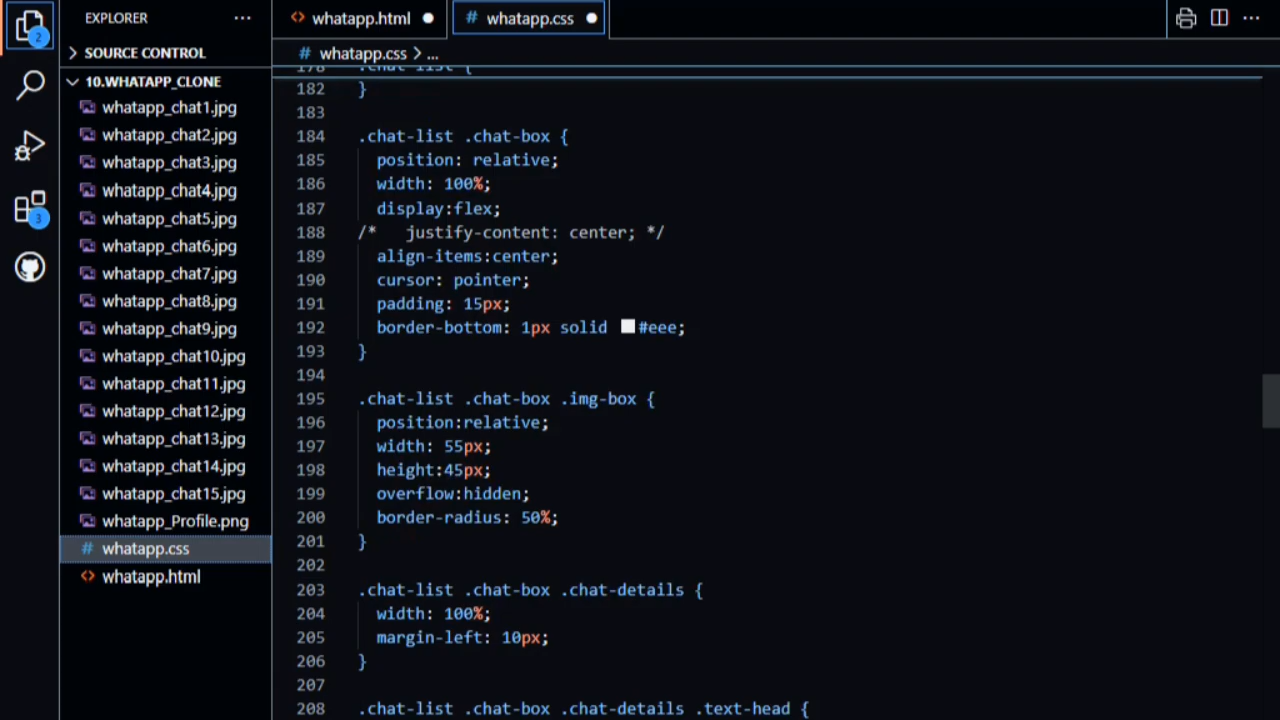 EXPLORER
SOURCE CONTROL
10.WHATAPP_CLONE
whatapp_chat1.jpg
whatapp_chat2.jpg
whatapp_chat3.jpg
whatapp_chat4.jpg
whatapp_chat5.jpg
whatapp_chat6.jpg
whatapp_chat7.jpg
whatapp_chat8.jpg
whatapp_chat9.jpg
whatapp_chat10.jpg
whatapp_chat11.jpg
whatapp_chat12.jpg
whatapp_chat13.jpg
whatapp_chat14.jpg
whatapp_chat15.jpg
whatapp_Profile.png
# whatapp.css
<> whatapp.html
2
3
<> whatapp.html ●
# whatapp.css ●
# whatapp.css > ...
178 .chat-list {
182 }
183
184 .chat-list .chat-box {
185 position: relative;
186 width: 100%;
187 display:flex;
188 /* justify-content: center; */
189 align-items:center;
190 cursor: pointer;
191 padding: 15px;
192 border-bottom: 1px solid #eee;
193 }
194
195 .chat-list .chat-box .img-box {
196 position:relative;
197 width: 55px;
198 height:45px;
199 overflow:hidden;
200 border-radius: 50%;
201 }
202
203 .chat-list .chat-box .chat-details {
204 width: 100%;
205 margin-left: 10px;
206 }
207
208 .chat-list .chat-box .chat-details .text-head {